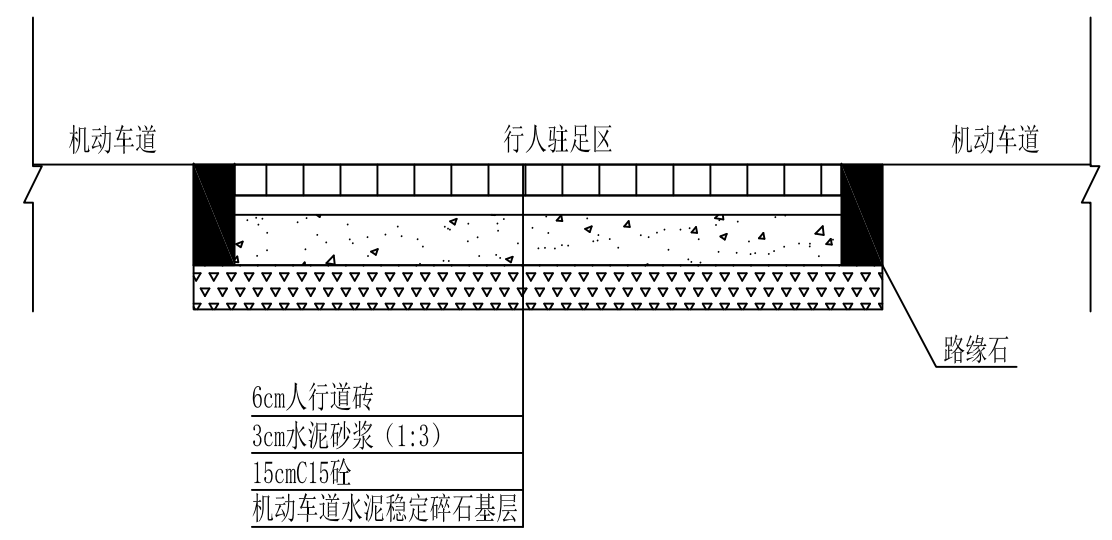 机动车道
行人驻足区
机动车道
路缘石
6cm人行道砖
3cm水泥砂浆（1:3）
15cmC15砼
机动车道水泥稳定碎石基层